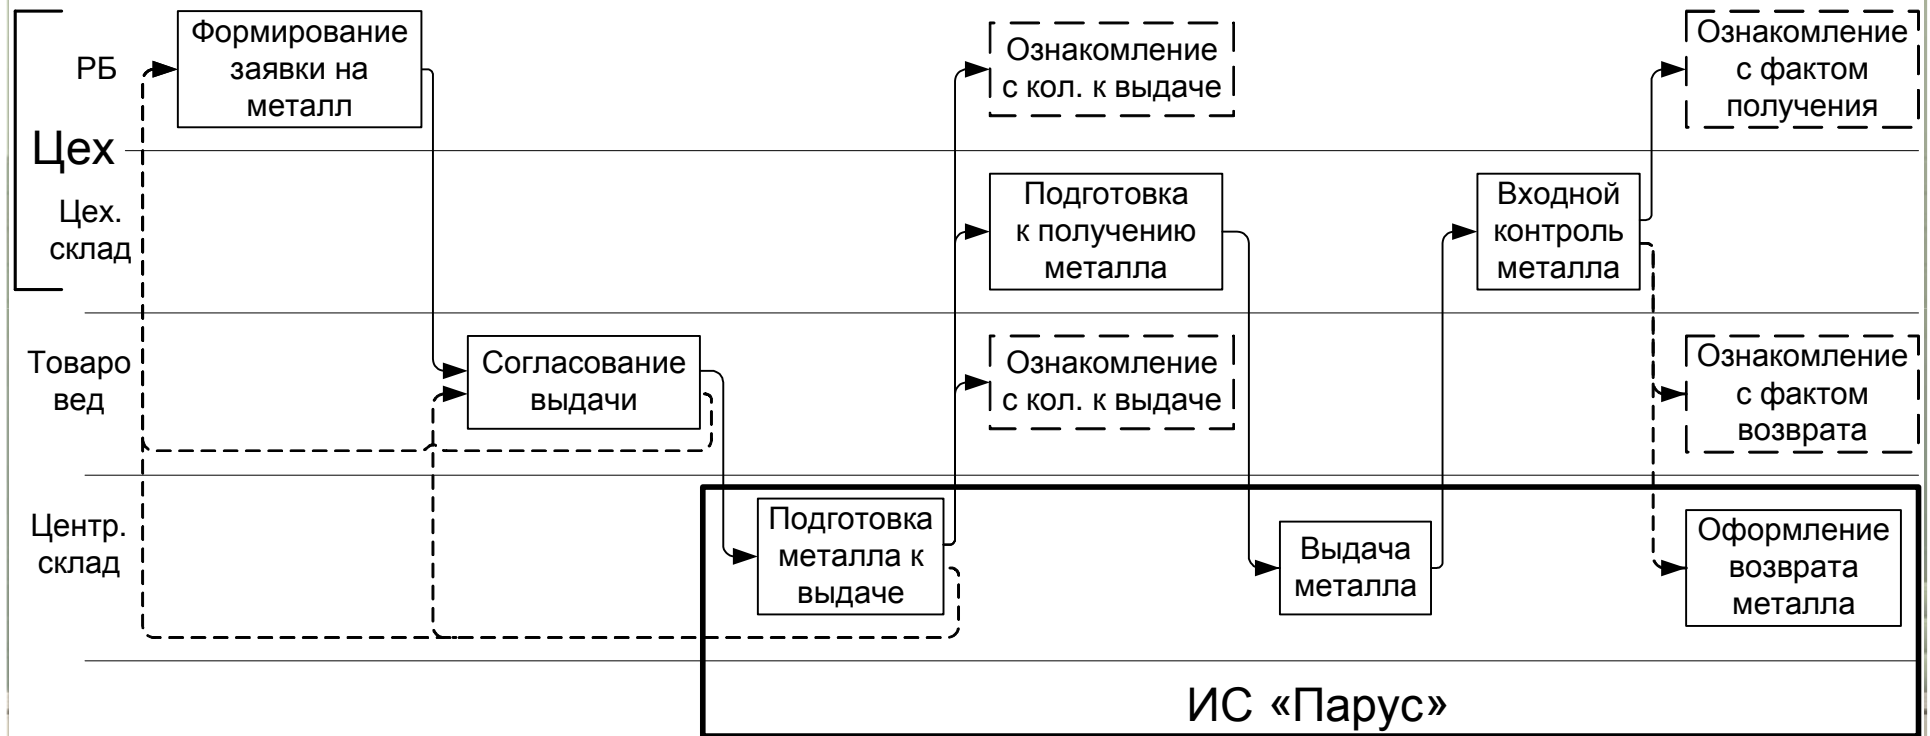 РБ
Формирование
заявки на
металл
Ознакомление
с кол. к выдаче
Ознакомление
с фактом
получения
Цех
Цех.
склад
Подготовка
к получению
металла
Входной
контроль
металла
Товаро
вед
Согласование
выдачи
Ознакомление
с кол. к выдаче
Ознакомление
с фактом
возврата
Центр.
склад
Подготовка
металла к
выдаче
Выдача
металла
Оформление
возврата
металла
ИС «Парус»